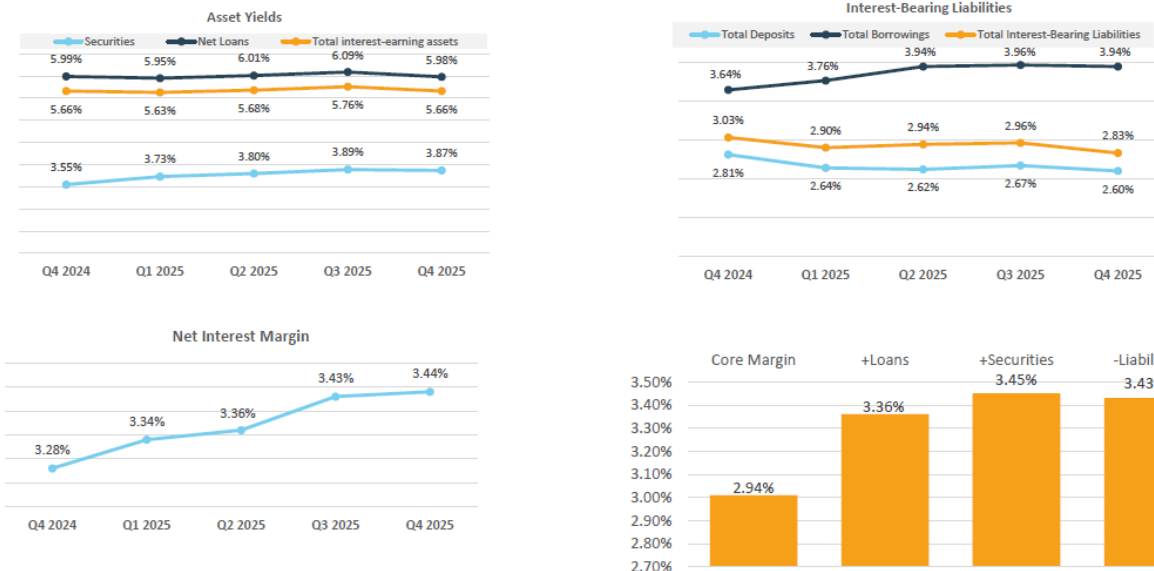 Asset Yields
Securities Net Loans Total interest-earning assets
5.99% 5.95% 6.01% 6.09% 5.98%
5.66% 5.63% 5.68% 5.76% 5.66%
3.55% 3.73% 3.80% 3.89% 3.87%
Q4 2024 Q1 2025 Q2 2025 Q3 2025 Q4 2025
Interest-Bearing Liabilities
Total Deposits Total Borrowings Total Interest-Bearing Liabilities
3.64% 3.76% 3.94% 3.96% 3.94%
3.03% 2.90% 2.94% 2.96% 2.83%
2.81% 2.64% 2.62% 2.67% 2.60%
Q4 2024 Q1 2025 Q2 2025 Q3 2025 Q4 2025
Net Interest Margin
3.28% 3.34% 3.36% 3.43% 3.44%
Q4 2024 Q1 2025 Q2 2025 Q3 2025 Q4 2025
Core Margin +Loans +Securities -Liabil
3.50%
3.40%
3.30%
3.20%
3.10%
3.00%
2.90%
2.80%
2.70%
2.94% 3.36% 3.45% 3.43